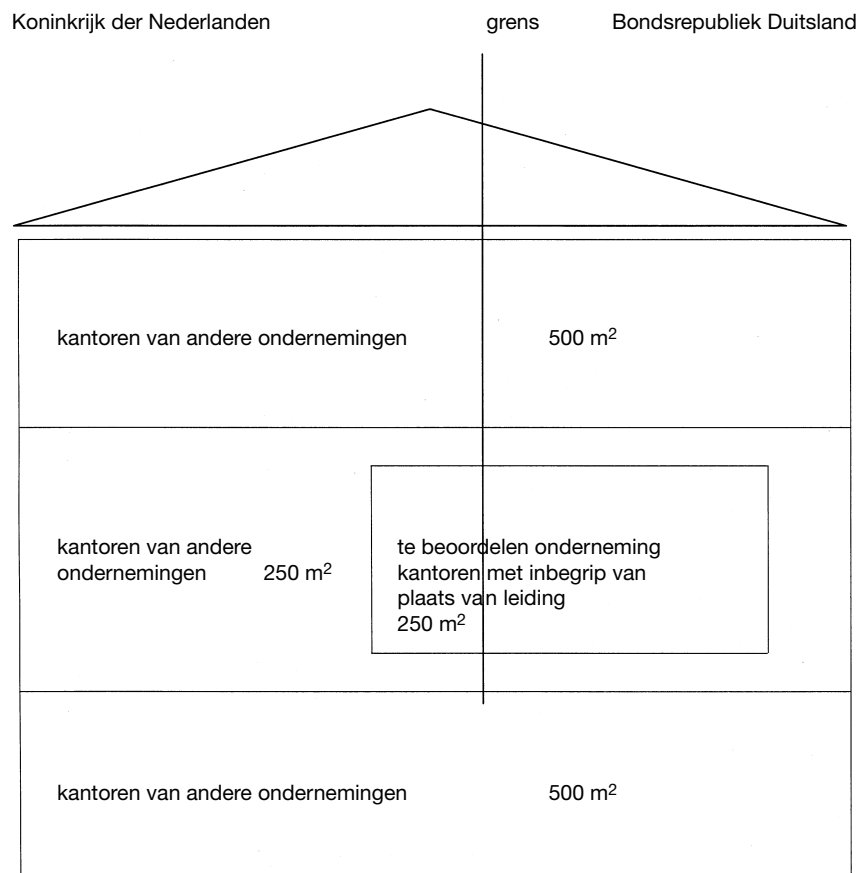 Koninkrijk der Nederlanden grens Bondsrepubliek Duitsland
kantoren van andere ondernemingen 500 m²
kantoren van andere
ondernemingen 250 m²
te beoordelen onderneming
kantoren met inbegrip van
plaats van leiding
250 m²
kantoren van andere ondernemingen 500 m²